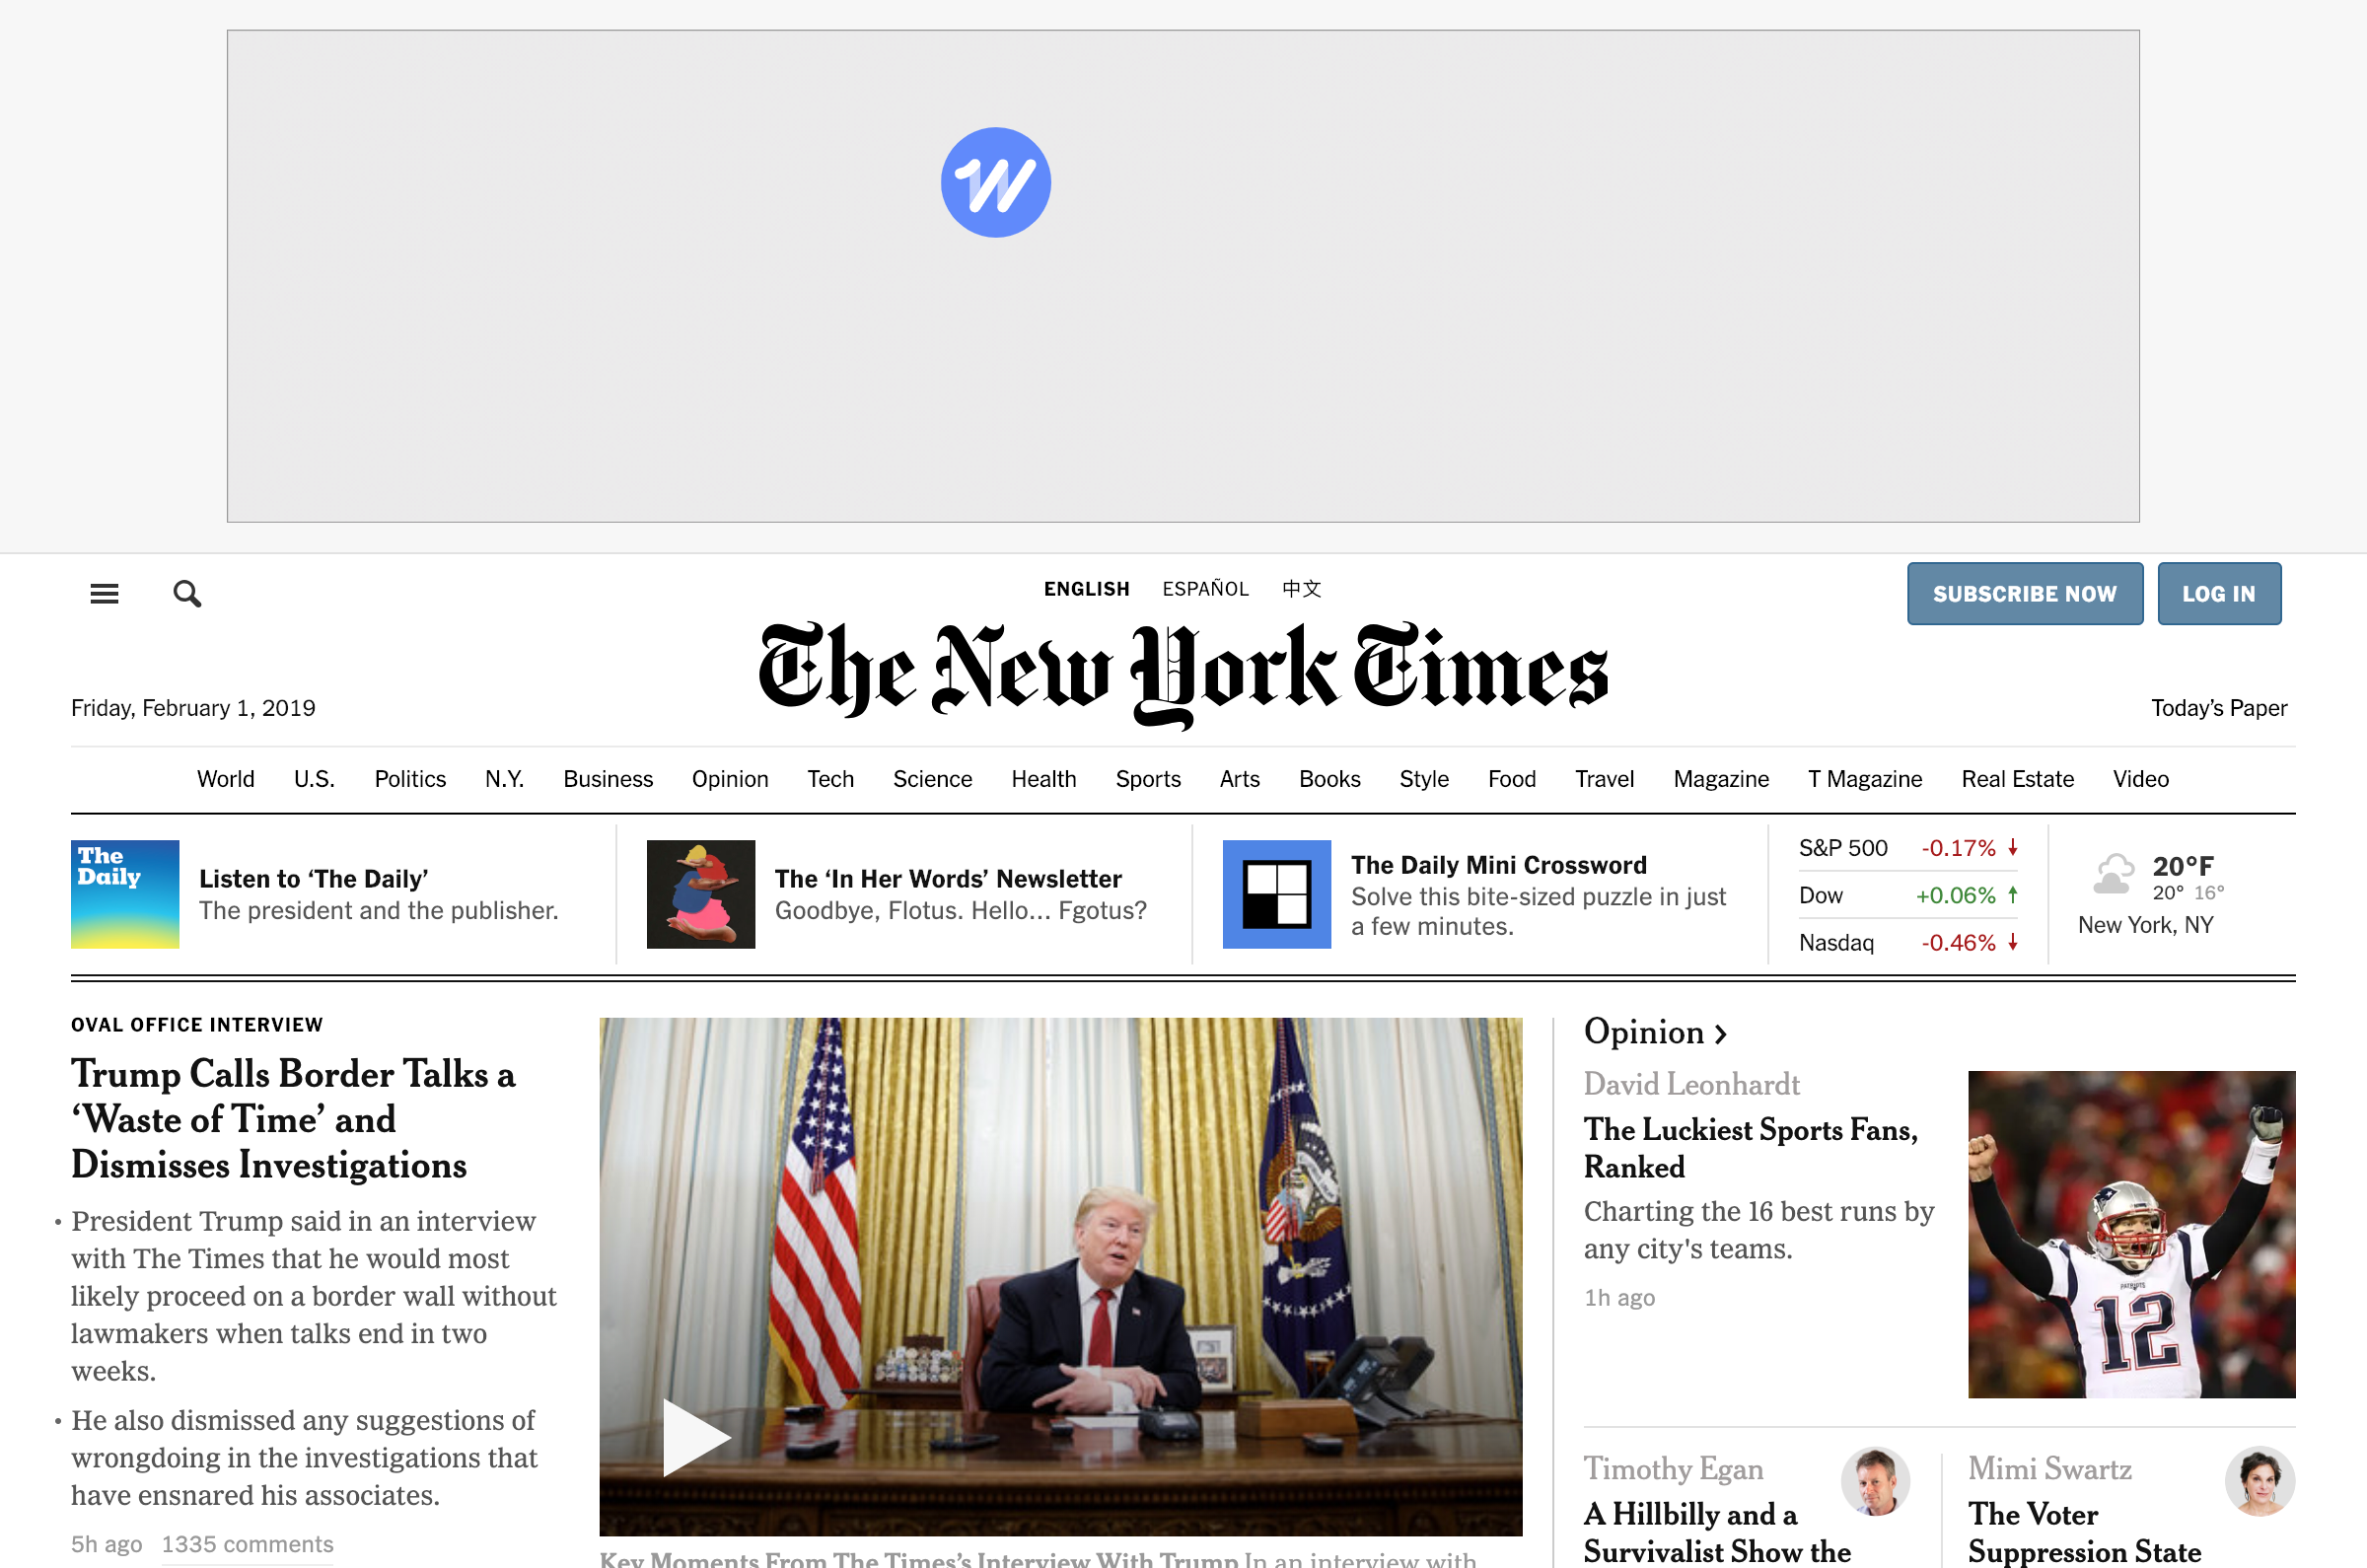 ENGLISH ESPAÑOL 中文
SUBSCRIBE NOW
LOG IN
The New York Times
Friday, February 1, 2019
Today’s Paper
World U.S. Politics N.Y. Business Opinion Tech Science Health Sports Arts Books Style Food Travel Magazine T Magazine Real Estate Video
The
Daily
Listen to ‘The Daily’
The president and the publisher.
The ‘In Her Words’ Newsletter
Goodbye, Flotus. Hello… Fgotus?
The Daily Mini Crossword
Solve this bite-sized puzzle in just
a few minutes.
S&P 500 -0.17% ↓
Dow +0.06% ↑
Nasdaq -0.46% ↓
20°F
20° 16°
New York, NY
OVAL OFFICE INTERVIEW
Trump Calls Border Talks a
‘Waste of Time’ and
Dismisses Investigations
• President Trump said in an interview
with The Times that he would most
likely proceed on a border wall without
lawmakers when talks end in two
weeks.
• He also dismissed any suggestions of
wrongdoing in the investigations that
have ensnared his associates.
5h ago 1335 comments
Key Moments From The Times’s Interview With Trump In an interview with
Opinion ›
David Leonhardt
The Luckiest Sports Fans,
Ranked
Charting the 16 best runs by
any city's teams.
1h ago
PATRIOTS
12
Timothy Egan
A Hillbilly and a
Survivalist Show the
Mimi Swartz
The Voter
Suppression State